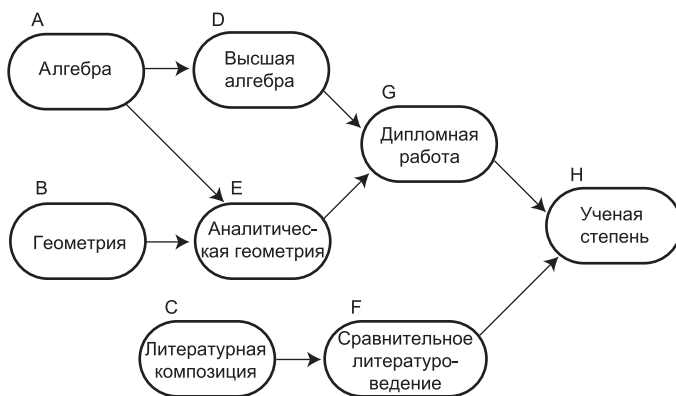 A
Алгебра
D
Высшая
алгебра
G
Дипломная
работа
B
Геометрия
E
Аналитичес-
кая геометрия
H
Ученая
степень
C
Литературная
композиция
F
Сравнительное
литературо-
ведение